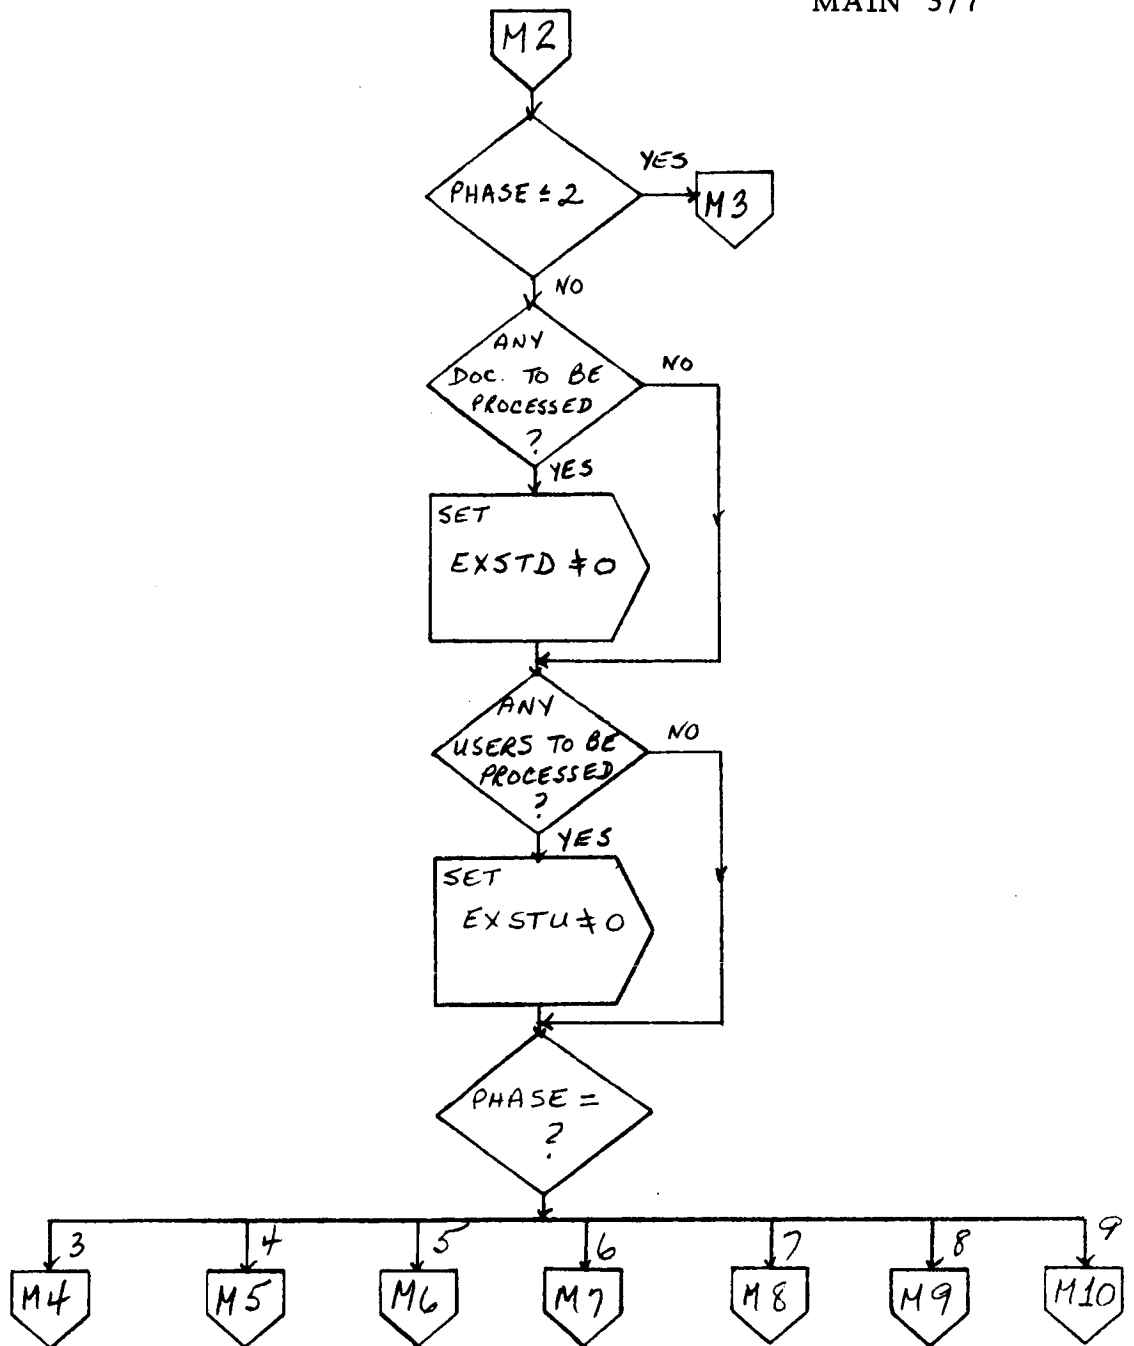 MAIN 3/7
M2
PHASE ≤ 2
YES
M3
NO
ANY
DOC. TO BE
PROCESSED
?
NO
YES
SET
EXSTD ≠ 0
ANY
USERS TO BE
PROCESSED
?
NO
YES
SET
EXSTU ≠ 0
PHASE =
?
3 4 5 6 7 8 9
M4 M5 M6 M7 M8 M9 M10